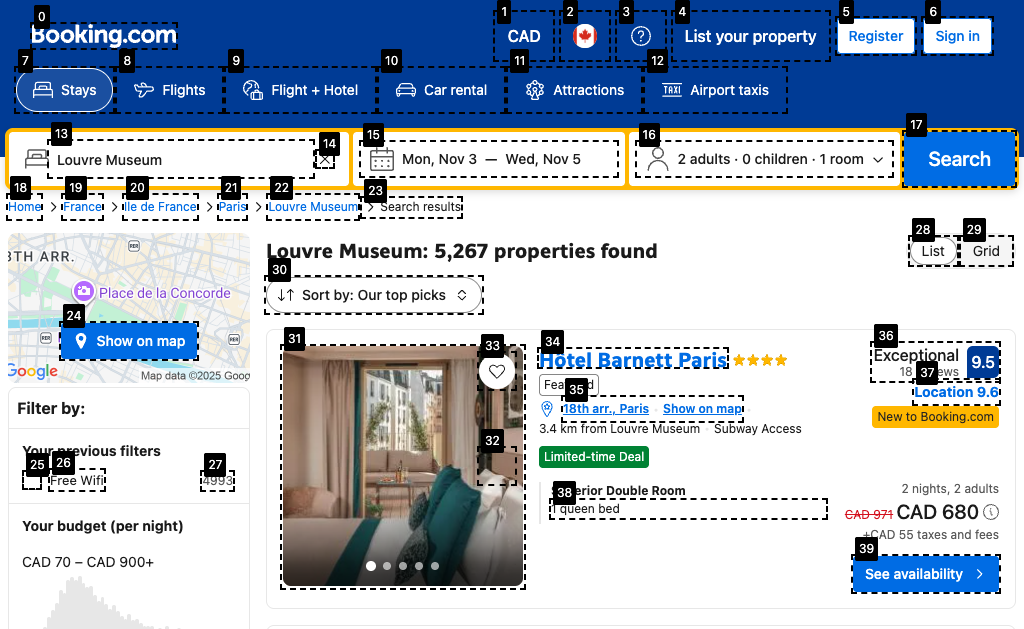 0
1
2
3
4
5
6
Booking.com
CAD
List your property
Register
Sign in
7
8
9
10
11
12
Stays
Flights
Flight + Hotel
Car rental
Attractions
Airport taxis
13
14
15
16
17
Louvre Museum
Mon, Nov 3 — Wed, Nov 5
2 adults · 0 children · 1 room
Search
18
19
20
21
22
23
Home
France
Ile de France
Paris
Louvre Museum
Search results
8TH ARR.
RER
Place de la Concorde
24
Show on map
RER
RER
Google
Map data ©2025 Goog
Louvre Museum: 5,267 properties found
28
29
List
Grid
30
Sort by: Our top picks
Filter by:
Your previous filters
25
26
27
Free Wifi
4993
Your budget (per night)
CAD 70 – CAD 900+
31
32
33
34
Hôtel Barnett Paris
35
18th arr., Paris
Show on map
3.4 km from Louvre Museum
Subway Access
Limited-time Deal
38
Room
1 queen bed
36
Exceptional
9.5
37
18
Location 9.6
New to Booking.com
2 nights, 2 adults
CAD 971 CAD 680
+CAD 55 taxes and fees
39
See availability